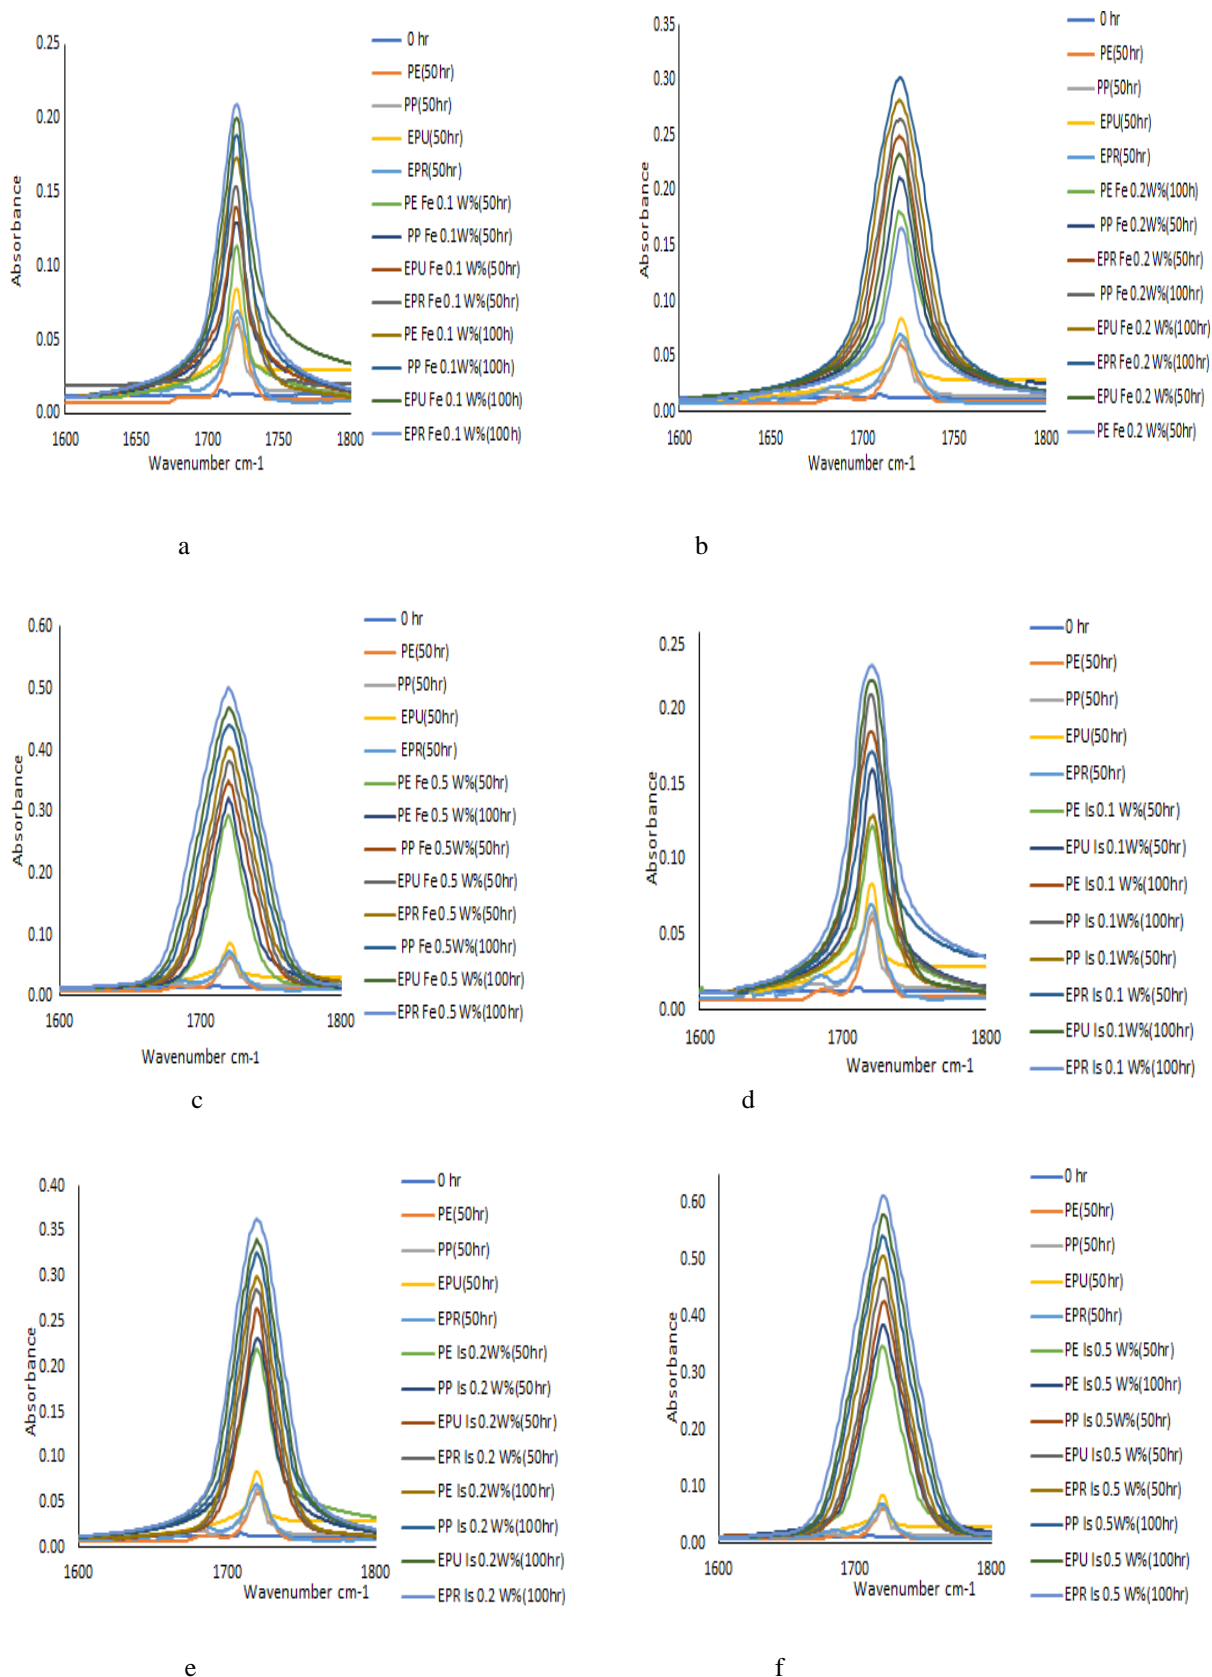 0.25
0.20
0.15
0.10
0.05
0.00
Absorbance
1600 1650 1700 1750 1800
Wavenumber cm-1
0 hr
PE(50hr)
PP(50hr)
EPU(50hr)
EPR(50hr)
PE Fe 0.1 W%(50hr)
PP Fe 0.1W%(50hr)
EPU Fe 0.1 W%(50hr)
EPR Fe 0.1 W%(50hr)
PE Fe 0.1 W%(100h)
PP Fe 0.1W%(100h)
EPU Fe 0.1 W%(100h)
EPR Fe 0.1 W%(100h)
a
0.35
0.30
0.25
0.20
0.15
0.10
0.05
0.00
Absorbance
1600 1650 1700 1750 1800
Wavenumber cm-1
0 hr
PE(50hr)
PP(50hr)
EPU(50hr)
EPR(50hr)
PE Fe 0.2W%(100h)
PP Fe 0.2W%(50hr)
EPR Fe 0.2 W%(50hr)
PP Fe 0.2W%(100hr)
EPU Fe 0.2 W%(100hr)
EPR Fe 0.2 W%(100hr)
EPU Fe 0.2 W%(50hr)
PE Fe 0.2 W%(50hr)
b
0.60
0.50
0.40
0.30
0.20
0.10
0.00
Absorbance
1600 1700 1800
Wavenumber cm-1
0 hr
PE(50hr)
PP(50hr)
EPU(50hr)
EPR(50hr)
PE Fe 0.5 W%(50hr)
PE Fe 0.5 W%(100hr)
PP Fe 0.5W%(50hr)
EPU Fe 0.5 W%(50hr)
EPR Fe 0.5 W%(50hr)
PP Fe 0.5W%(100hr)
EPU Fe 0.5 W%(100hr)
EPR Fe 0.5 W%(100hr)
c
0.25
0.20
0.15
0.10
0.05
0.00
Absorbance
1600 1700 1800
Wavenumber cm-1
0 hr
PE(50hr)
PP(50hr)
EPU(50hr)
EPR(50hr)
PE Is 0.1 W%(50hr)
EPU Is 0.1W%(50hr)
PE Is 0.1 W%(100hr)
PP Is 0.1W%(100hr)
PP Is 0.1W%(50hr)
EPR Is 0.1 W%(50hr)
EPU Is 0.1W%(100hr)
EPR Is 0.1 W%(100hr)
d
0.40
0.35
0.30
0.25
0.20
0.15
0.10
0.05
0.00
Absorbance
1600 1700 1800
Wavenumber cm-1
0 hr
PE(50hr)
PP(50hr)
EPU(50hr)
EPR(50hr)
PE Is 0.2W%(50hr)
PP Is 0.2 W%(50hr)
EPU Is 0.2W%(50hr)
EPR Is 0.2 W%(50hr)
PE Is 0.2W%(100hr)
PP Is 0.2 W%(100hr)
EPU Is 0.2W%(100hr)
EPR Is 0.2 W%(100hr)
e
0.60
0.50
0.40
0.30
0.20
0.10
0.00
Absorbance
1600 1700 1800
Wavenumber cm-1
0 hr
PE(50hr)
PP(50hr)
EPU(50hr)
EPR(50hr)
PE Is 0.5 W%(50hr)
PE Is 0.5 W%(100hr)
PP Is 0.5W%(50hr)
EPU Is 0.5 W%(50hr)
EPR Is 0.5 W%(50hr)
PP Is 0.5W%(100hr)
EPU Is 0.5 W%(100hr)
EPR Is 0.5 W%(100hr)
f